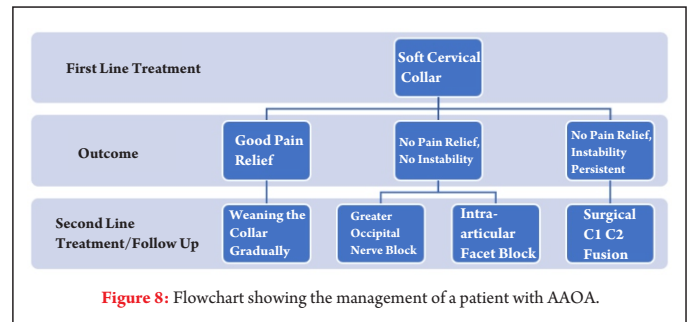 First Line Treatment
Soft Cervical
Collar
Outcome
Good Pain
Relief
No Pain Relief,
No Instability
No Pain Relief,
Instability
Persistent
Second Line
Treatment/Follow Up
Weaning the
Collar
Gradually
Greater
Occipital
Nerve Block
Intra-
articular
Facet Block
Surgical
C1 C2
Fusion
Figure 8: Flowchart showing the management of a patient with AAOA.